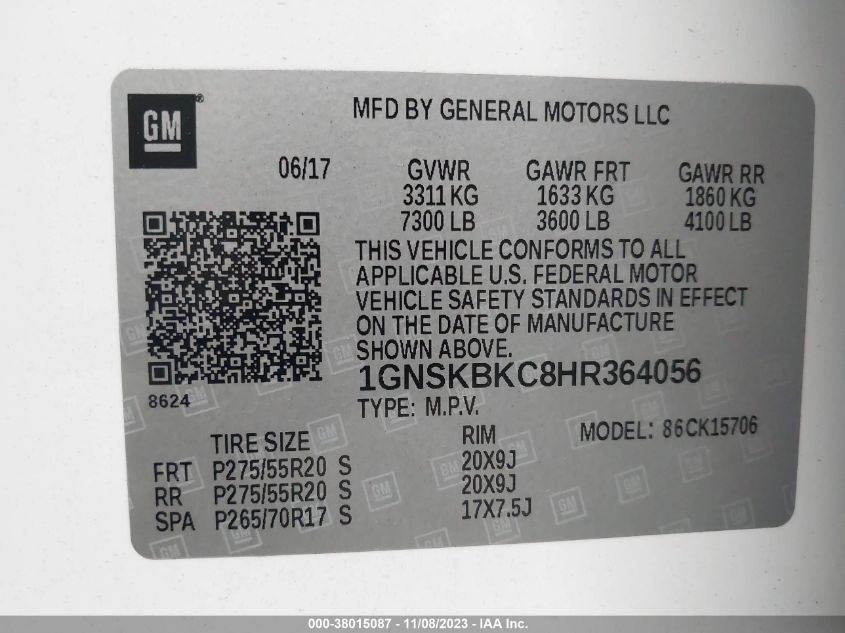 GM®
MFD BY GENERAL MOTORS LLC
06/17 GVWR GAWR FRT GAWR RR
3311 KG 1633 KG 1860 KG
7300 LB 3600 LB 4100 LB
THIS VEHICLE CONFORMS TO ALL
APPLICABLE U.S. FEDERAL MOTOR
VEHICLE SAFETY STANDARDS IN EFFECT
ON THE DATE OF MANUFACTURE
SHOWN ABOVE.
1GNSKBKC8HR364056
8624
TYPE: M.P.V.
MODEL: 86CK15706
TIRE SIZE RIM
FRT P275/55R20 S 20X9J
RR P275/55R20 S 20X9J
SPA P265/70R17 S 17X7.5J
000-38015087 - 11/08/2023 - IAA Inc.